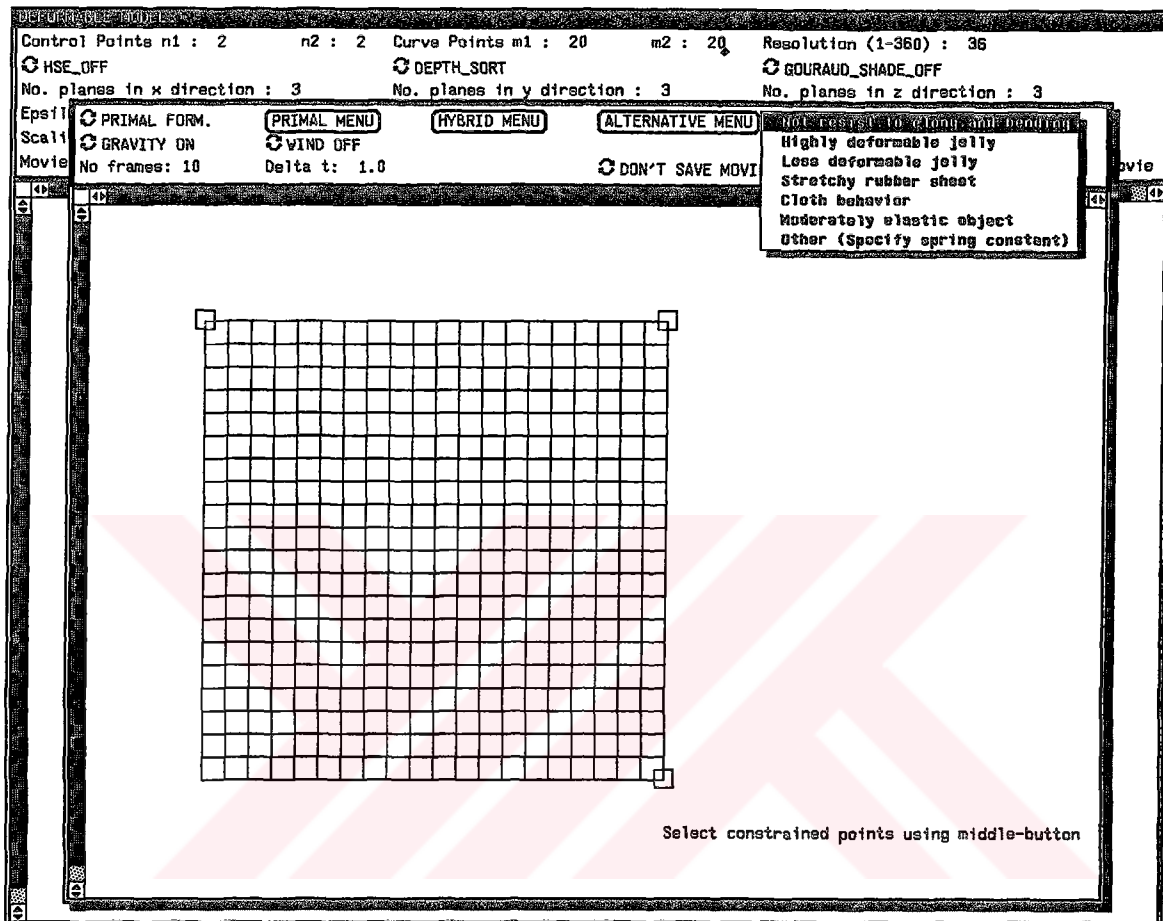 DEFORMABLE MODELS
Control Points n1 : 2 n2 : 2 Curve Points m1 : 20 m2 : 20 Resolution (1-360) : 36
HSE_OFF DEPTH_SORT GOURAUD_SHADE_OFF
No. planes in x direction : 3 No. planes in y direction : 3 No. planes in z direction : 3
Epsil
Scali
Movie
ovie
PRIMAL FORM. PRIMAL MENU HYBRID MENU ALTERNATIVE MENU
GRAVITY ON WIND OFF
No frames: 10 Delta t: 1.0 DON'T SAVE MOVI
Highly deformable jelly
Less deformable jelly
Stretchy rubber sheet
Cloth behavior
Moderately elastic object
Other (Specify spring constant)
Select constrained points using middle-button